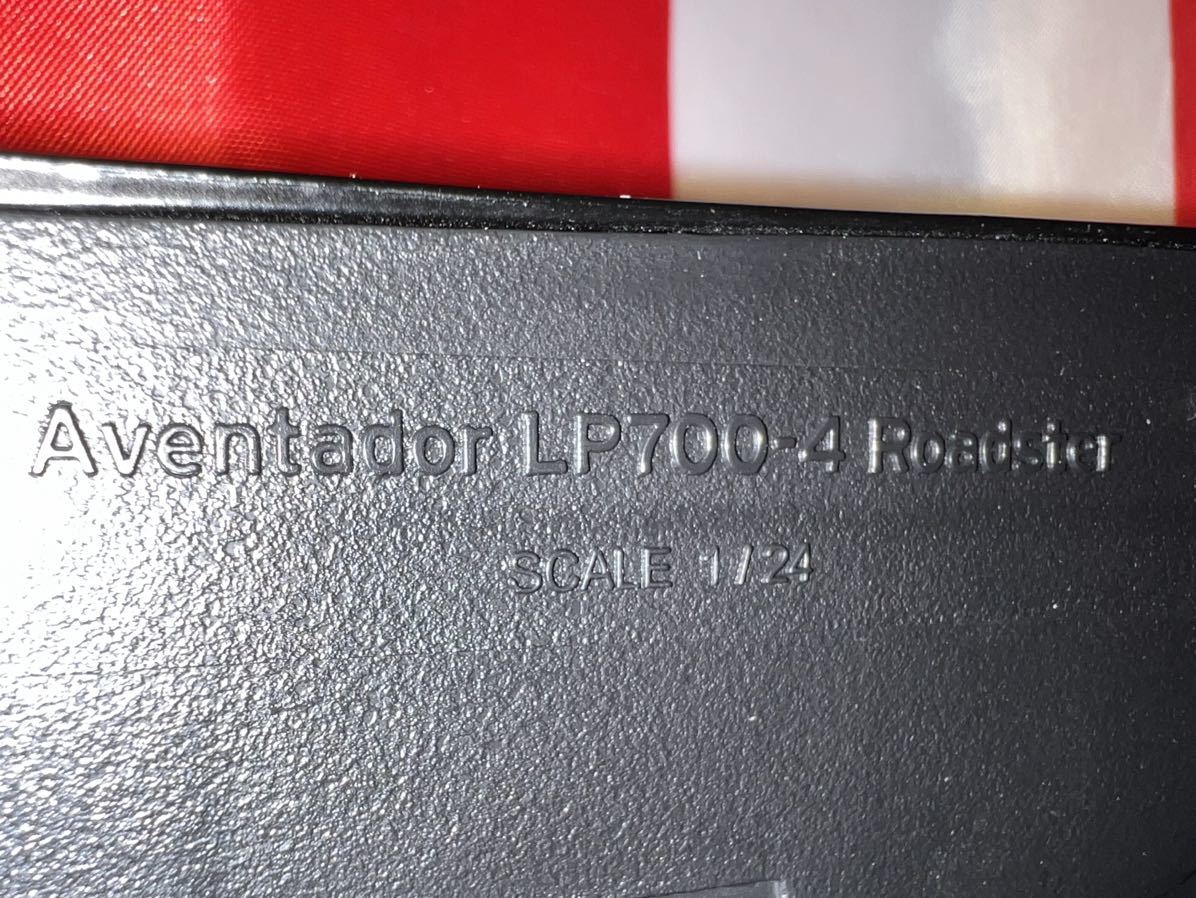 Aventador LP700-4 Roadster
SCALE 1/24